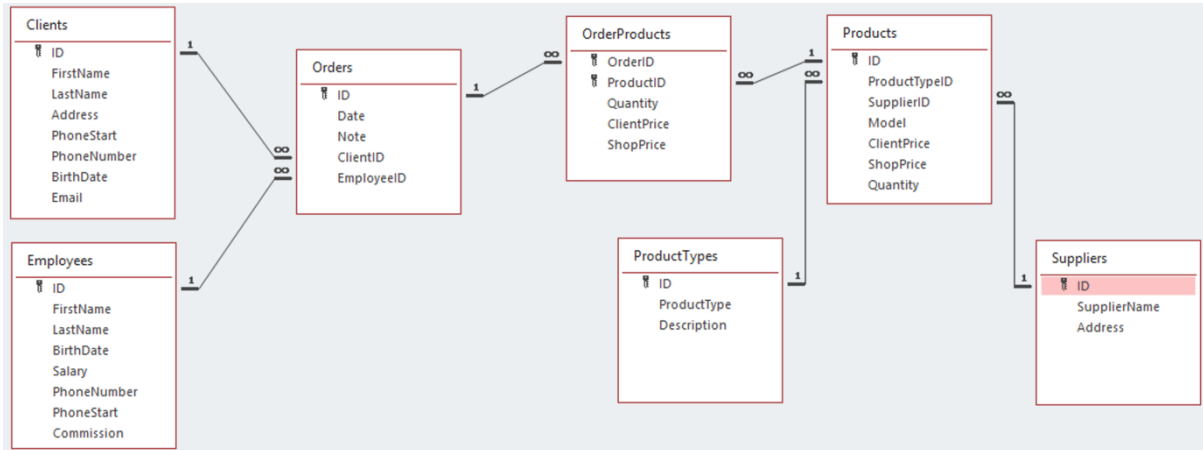 Clients
ID
FirstName
LastName
Address
PhoneStart
PhoneNumber
BirthDate
Email
1
∞
Employees
ID
FirstName
LastName
BirthDate
Salary
PhoneNumber
PhoneStart
Commission
1
∞
Orders
ID
Date
Note
ClientID
EmployeeID
1
∞
OrderProducts
OrderID
ProductID
Quantity
ClientPrice
ShopPrice
∞
1
Products
ID
ProductTypeID
SupplierID
Model
ClientPrice
ShopPrice
Quantity
∞
∞
ProductTypes
ID
ProductType
Description
1
Suppliers
ID
SupplierName
Address
1